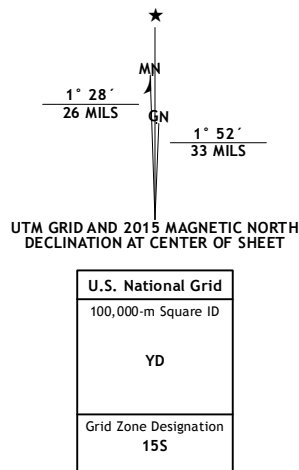 MN
1° 28´
26 MILS
GN
1° 52´
33 MILS
UTM GRID AND 2015 MAGNETIC NORTH
DECLINATION AT CENTER OF SHEET
U.S. National Grid
100,000-m Square ID
YD
Grid Zone Designation
15S